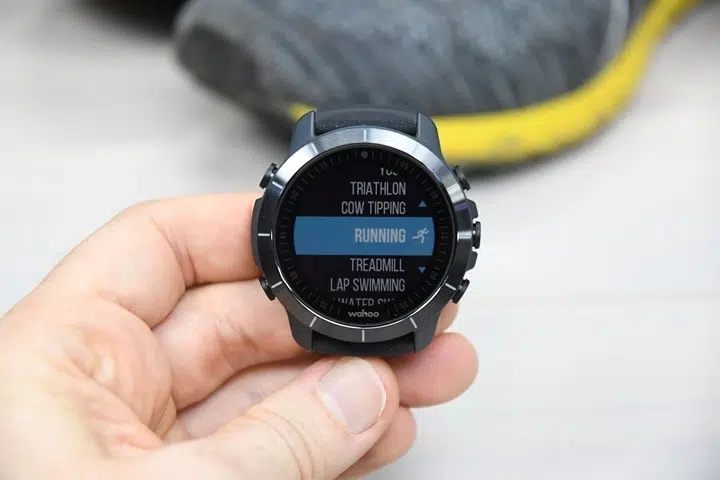 TRIATHLON
COW TIPPING
RUNNING
TREADMILL
LAP SWIMMING
wahoo